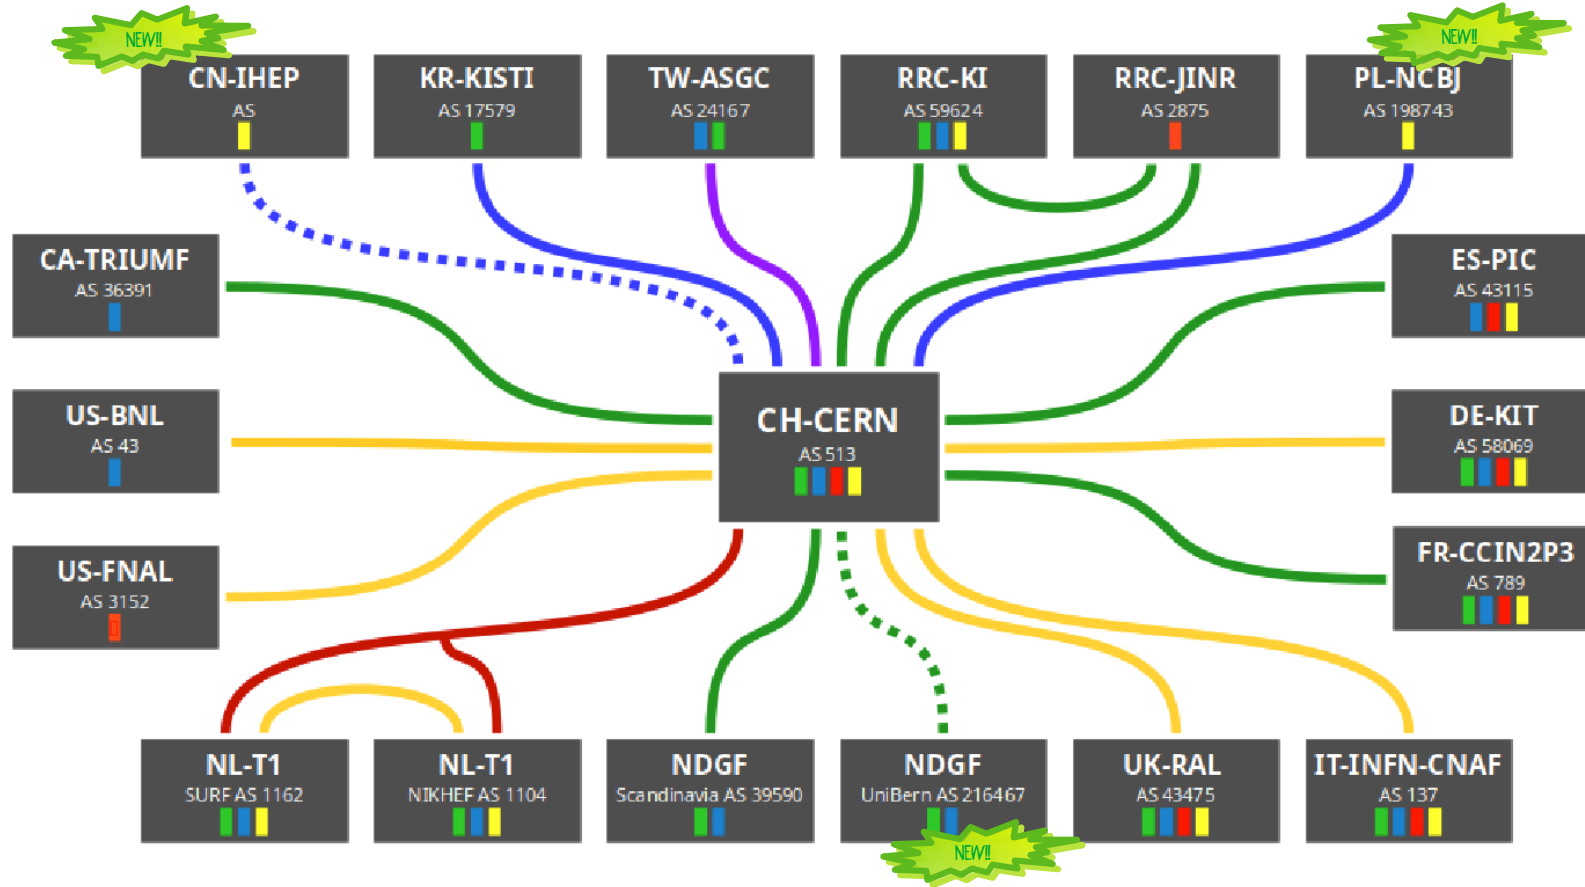 NEW!!
NEW!!
CN-IHEP
AS
KR-KISTI
AS 17579
TW-ASGC
AS 24167
RRC-KI
AS 59624
RRC-JINR
AS 2875
PL-NCBJ
AS 198743
CA-TRIUMF
AS 36391
ES-PIC
AS 43115
US-BNL
AS 43
CH-CERN
AS 513
DE-KIT
AS 58069
US-FNAL
AS 3152
FR-CCIN2P3
AS 789
NL-T1
SURF AS 1162
NL-T1
NIKHEF AS 1104
NDGF
Scandinavia AS 39590
NDGF
UniBern AS 216467
UK-RAL
AS 43475
IT-INFN-CNAF
AS 137
NEW!!